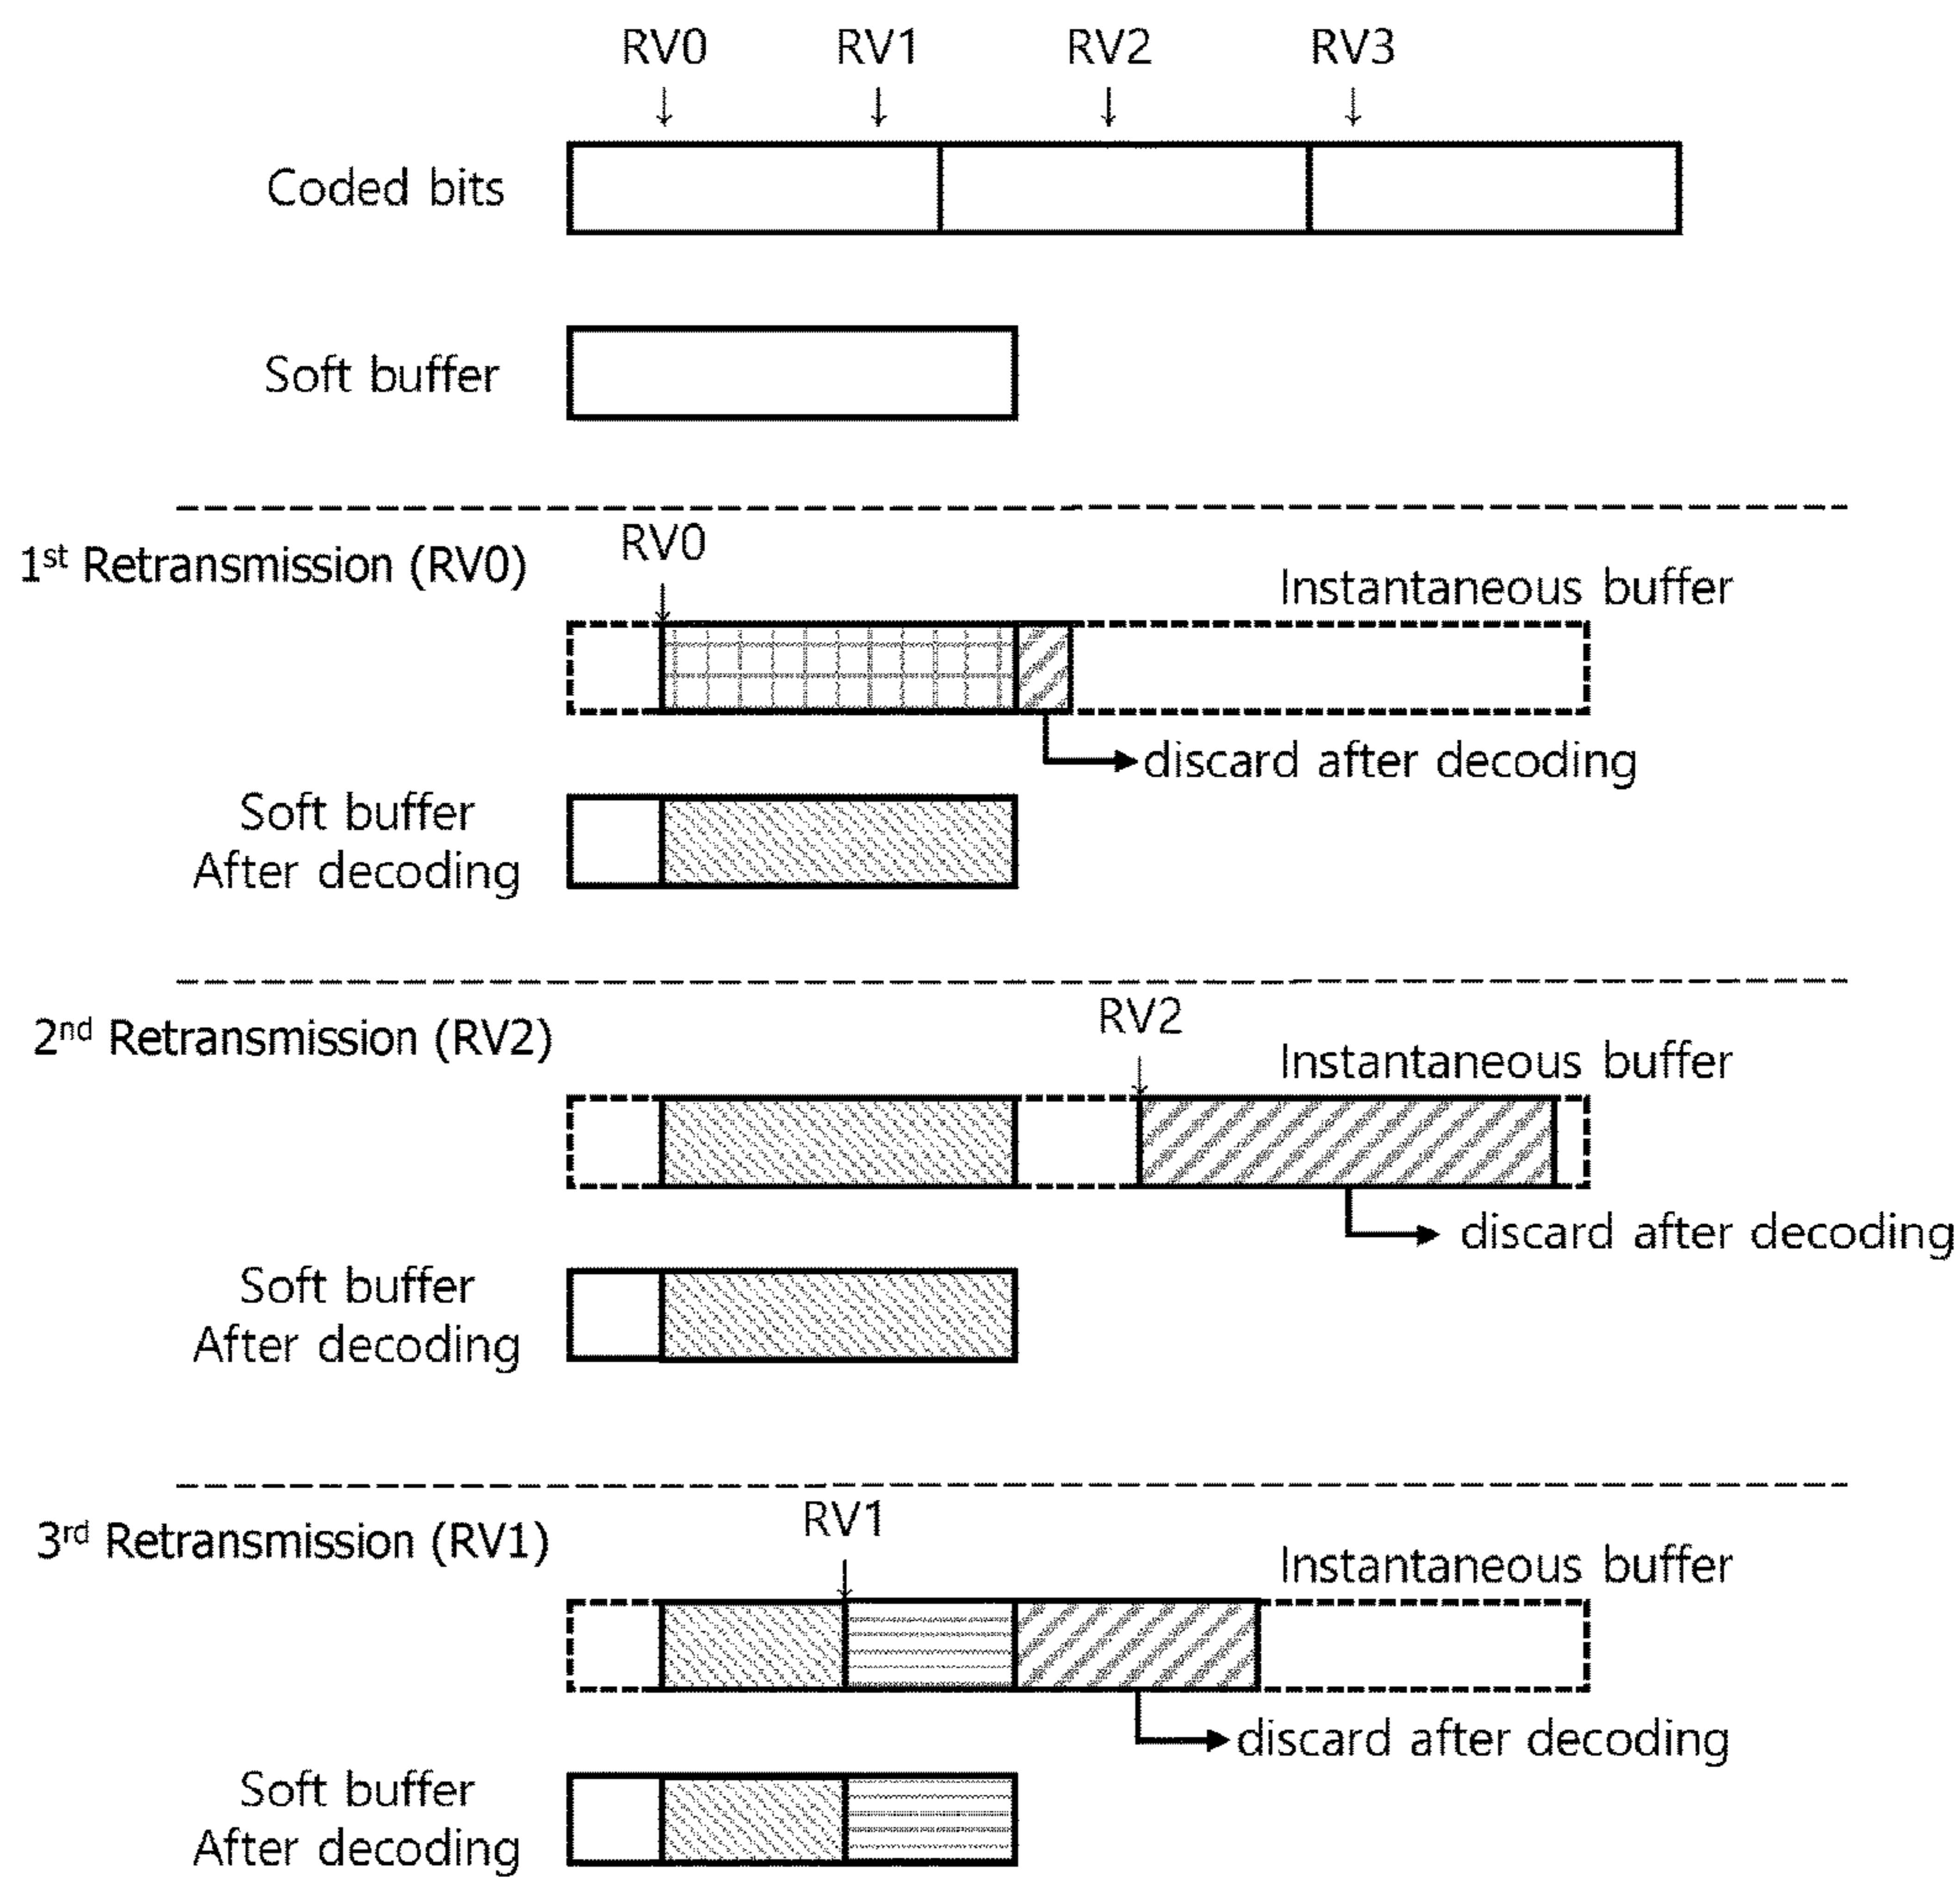 RV0 RV1 RV2 RV3
Coded bits
Soft buffer
RV0
1st Retransmission (RV0)
Instantaneous buffer
discard after decoding
Soft buffer
After decoding
RV2
2nd Retransmission (RV2)
Instantaneous buffer
discard after decoding
Soft buffer
After decoding
RV1
3rd Retransmission (RV1)
Instantaneous buffer
discard after decoding
Soft buffer
After decoding